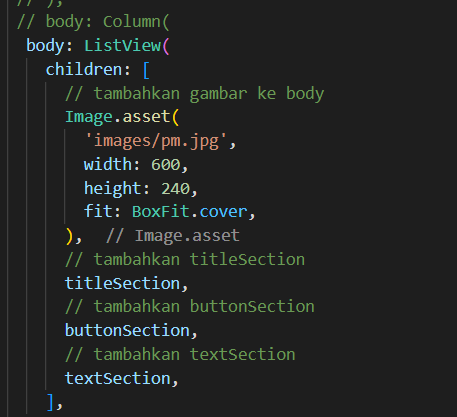 // );
// body: Column(
body: ListView(
children: [
// tambahkan gambar ke body
Image.asset(
'images/pm.jpg',
width: 600,
height: 240,
fit: BoxFit.cover,
), // Image.asset
// tambahkan titleSection
titleSection,
// tambahkan buttonSection
buttonSection,
// tambahkan textSection
textSection,
],